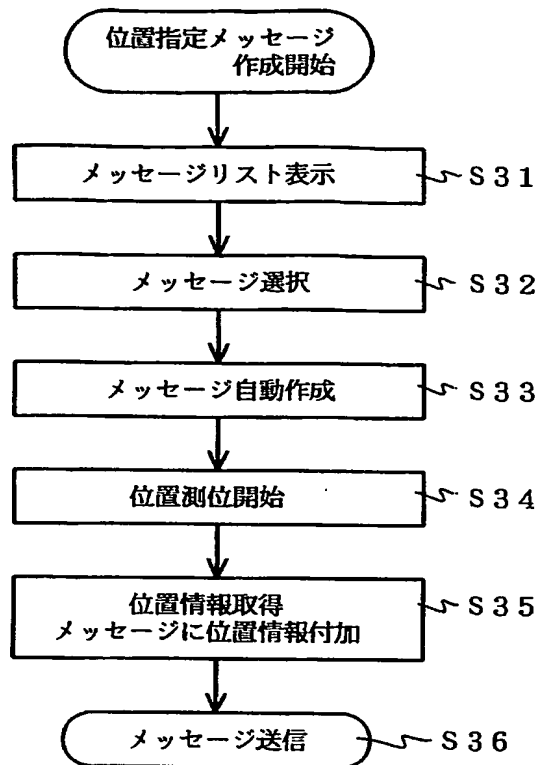 位置指定メッセージ
作成開始
メッセージリスト表示 S31
メッセージ選択 S32
メッセージ自動作成 S33
位置測位開始 S34
位置情報取得 S35
メッセージに位置情報付加
メッセージ送信 S36